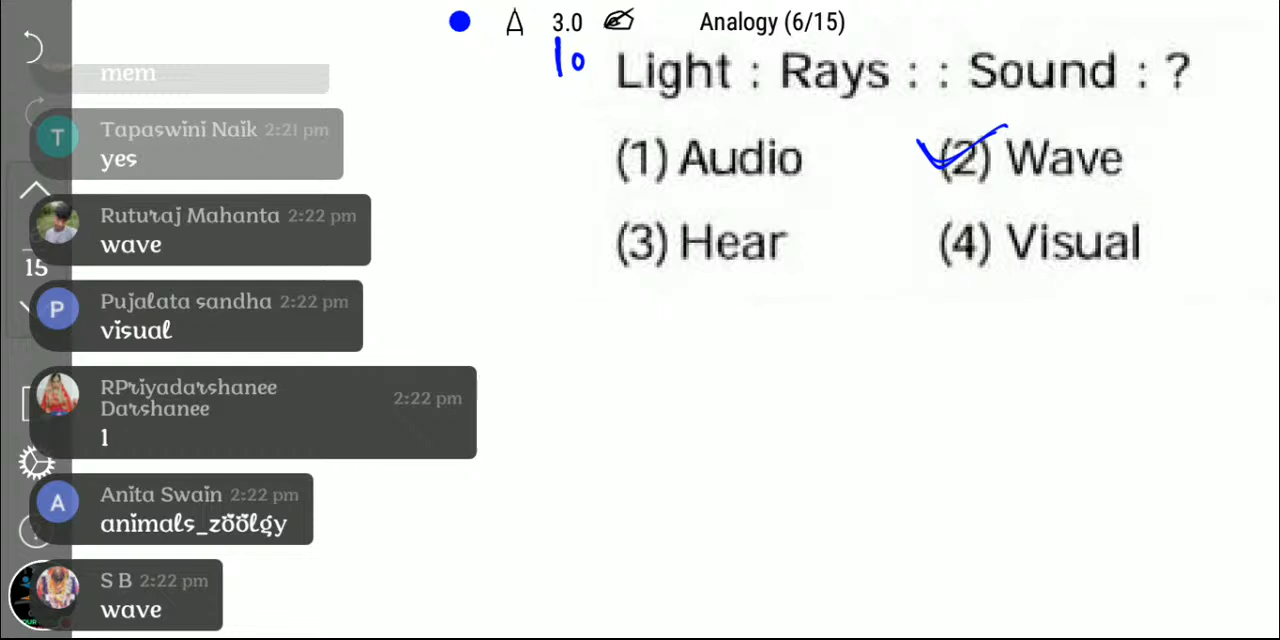 3.0
Analogy (6/15)
10
Light : Rays : : Sound : ?
(1) Audio
(2) Wave
(3) Hear
(4) Visual
15
mem
T
Tapaswini Naik 2:21 pm
yes
Ruturaj Mahanta 2:22 pm
wave
P
Pujalata sandha 2:22 pm
visual
RPriyadarshanee
Darshanee
2:22 pm
1
A
Anita Swain 2:22 pm
animals_zöölgy
S B 2:22 pm
wave